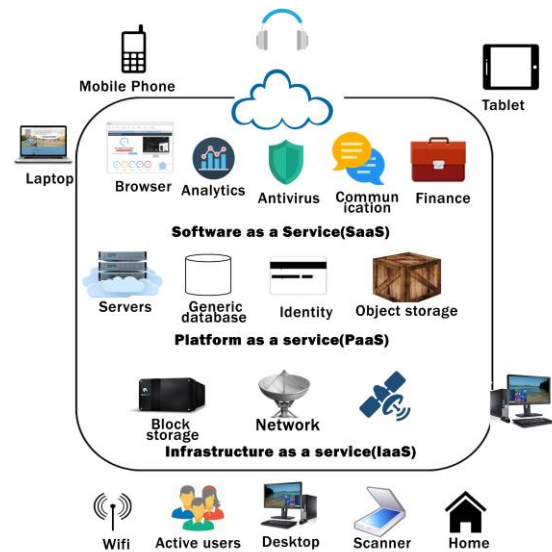 Mobile Phone
Tablet
Laptop
Browser
Analytics
Antivirus
Commun
ication
Finance
Software as a Service(SaaS)
Servers
Generic
database
Identity
Object storage
Platform as a service(PaaS)
Block
storage
Network
Infrastructure as a service(IaaS)
Wifi
Active users
Desktop
Scanner
Home